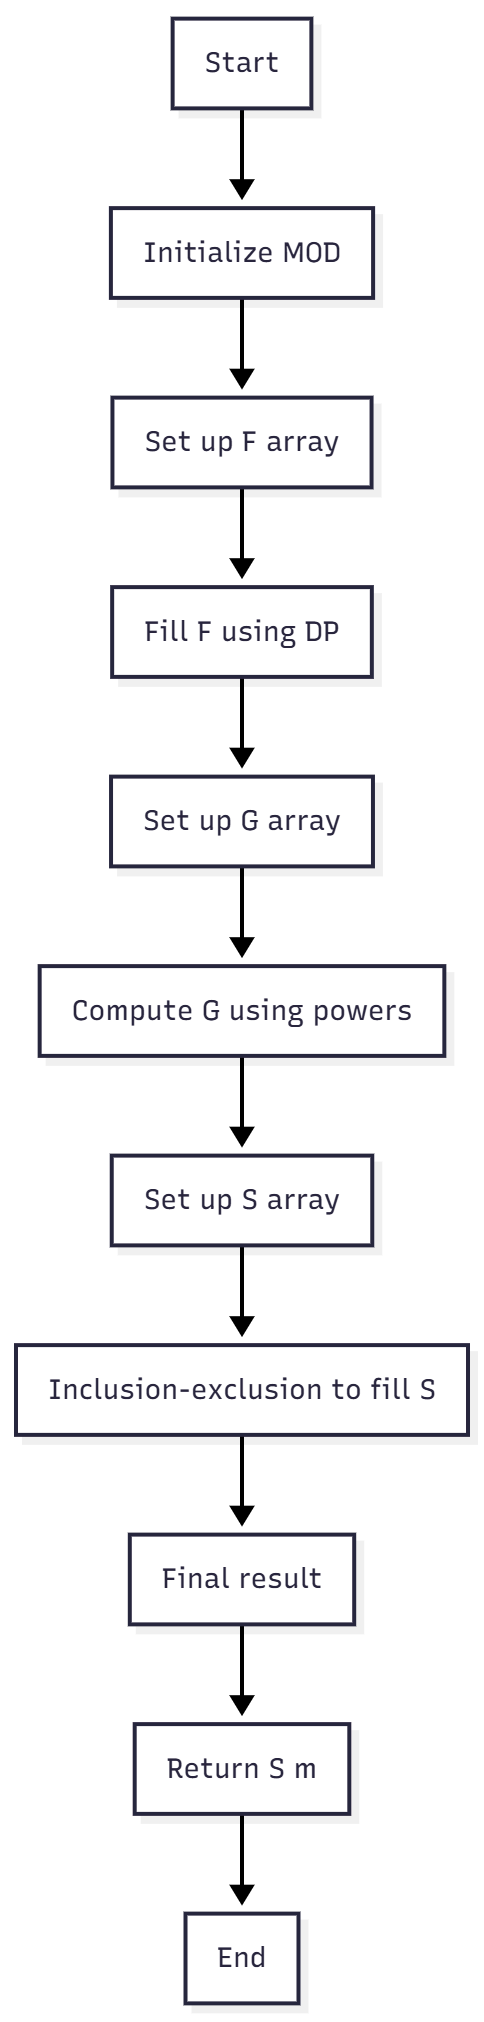 Start
Initialize MOD
Set up F array
Fill F using DP
Set up G array
Compute G using powers
Set up S array
Inclusion-exclusion to fill S
Final result
Return S m
End